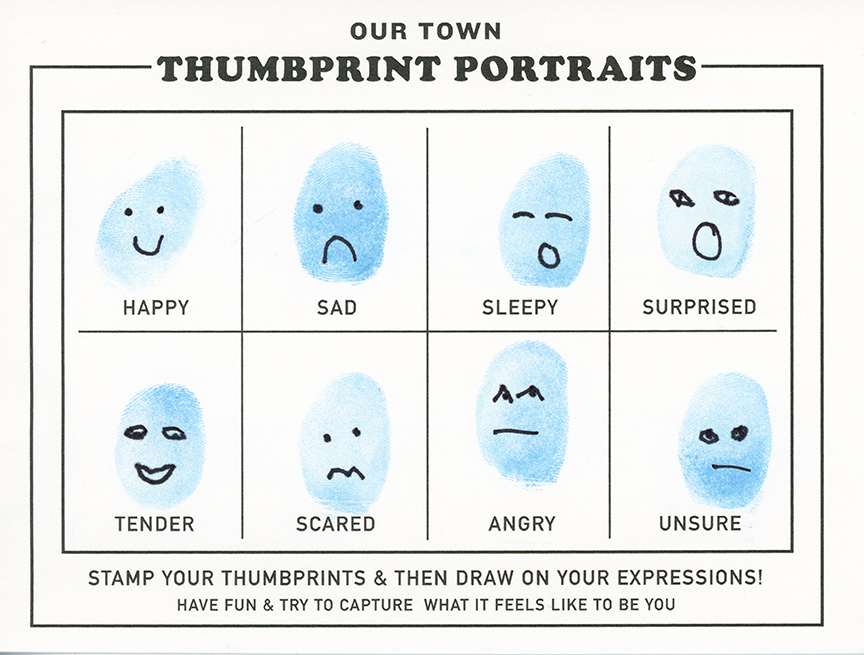 OUR TOWN
THUMBPRINT PORTRAITS
HAPPY SAD SLEEPY SURPRISED
TENDER SCARED ANGRY UNSURE
STAMP YOUR THUMBPRINTS & THEN DRAW ON YOUR EXPRESSIONS!
HAVE FUN & TRY TO CAPTURE WHAT IT FEELS LIKE TO BE YOU